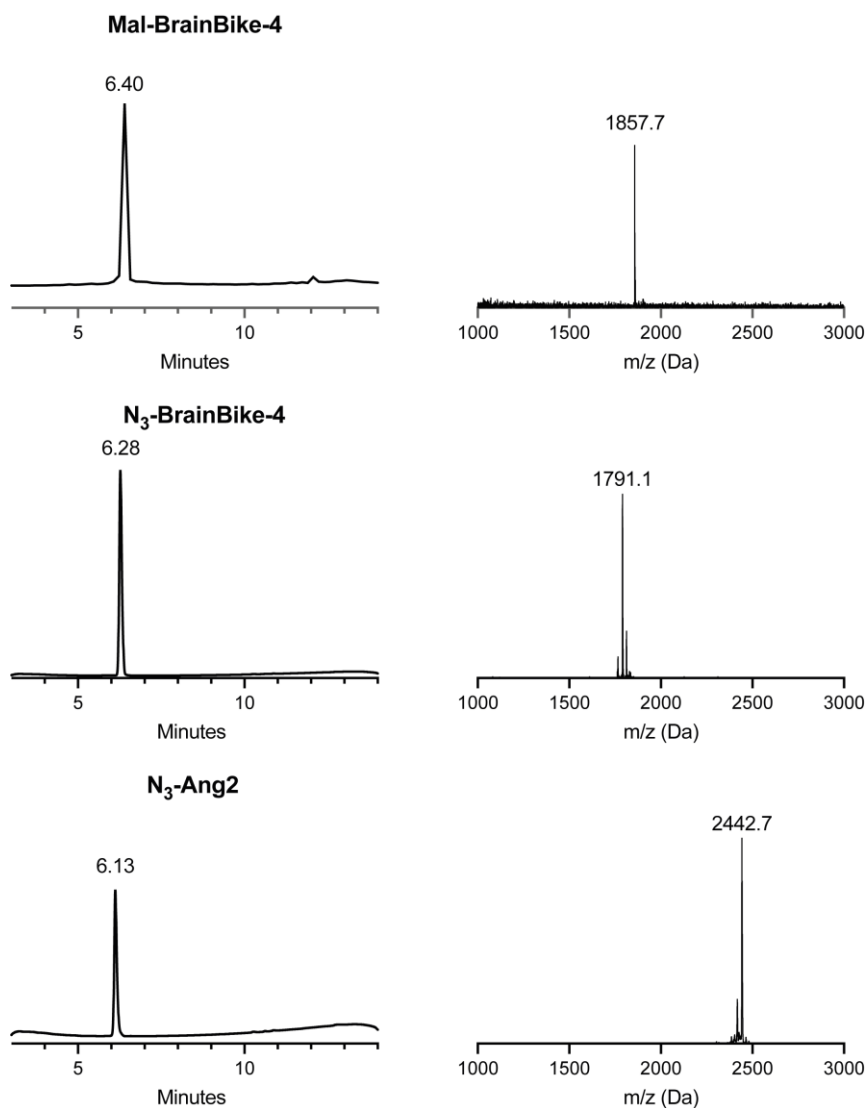 Mal-BrainBike-4
6.40
5 10
Minutes
1857.7
1000 1500 2000 2500 3000
m/z (Da)
N₃-BrainBike-4
6.28
5 10
Minutes
1791.1
1000 1500 2000 2500 3000
m/z (Da)
N₃-Ang2
6.13
5 10
Minutes
2442.7
1000 1500 2000 2500 3000
m/z (Da)